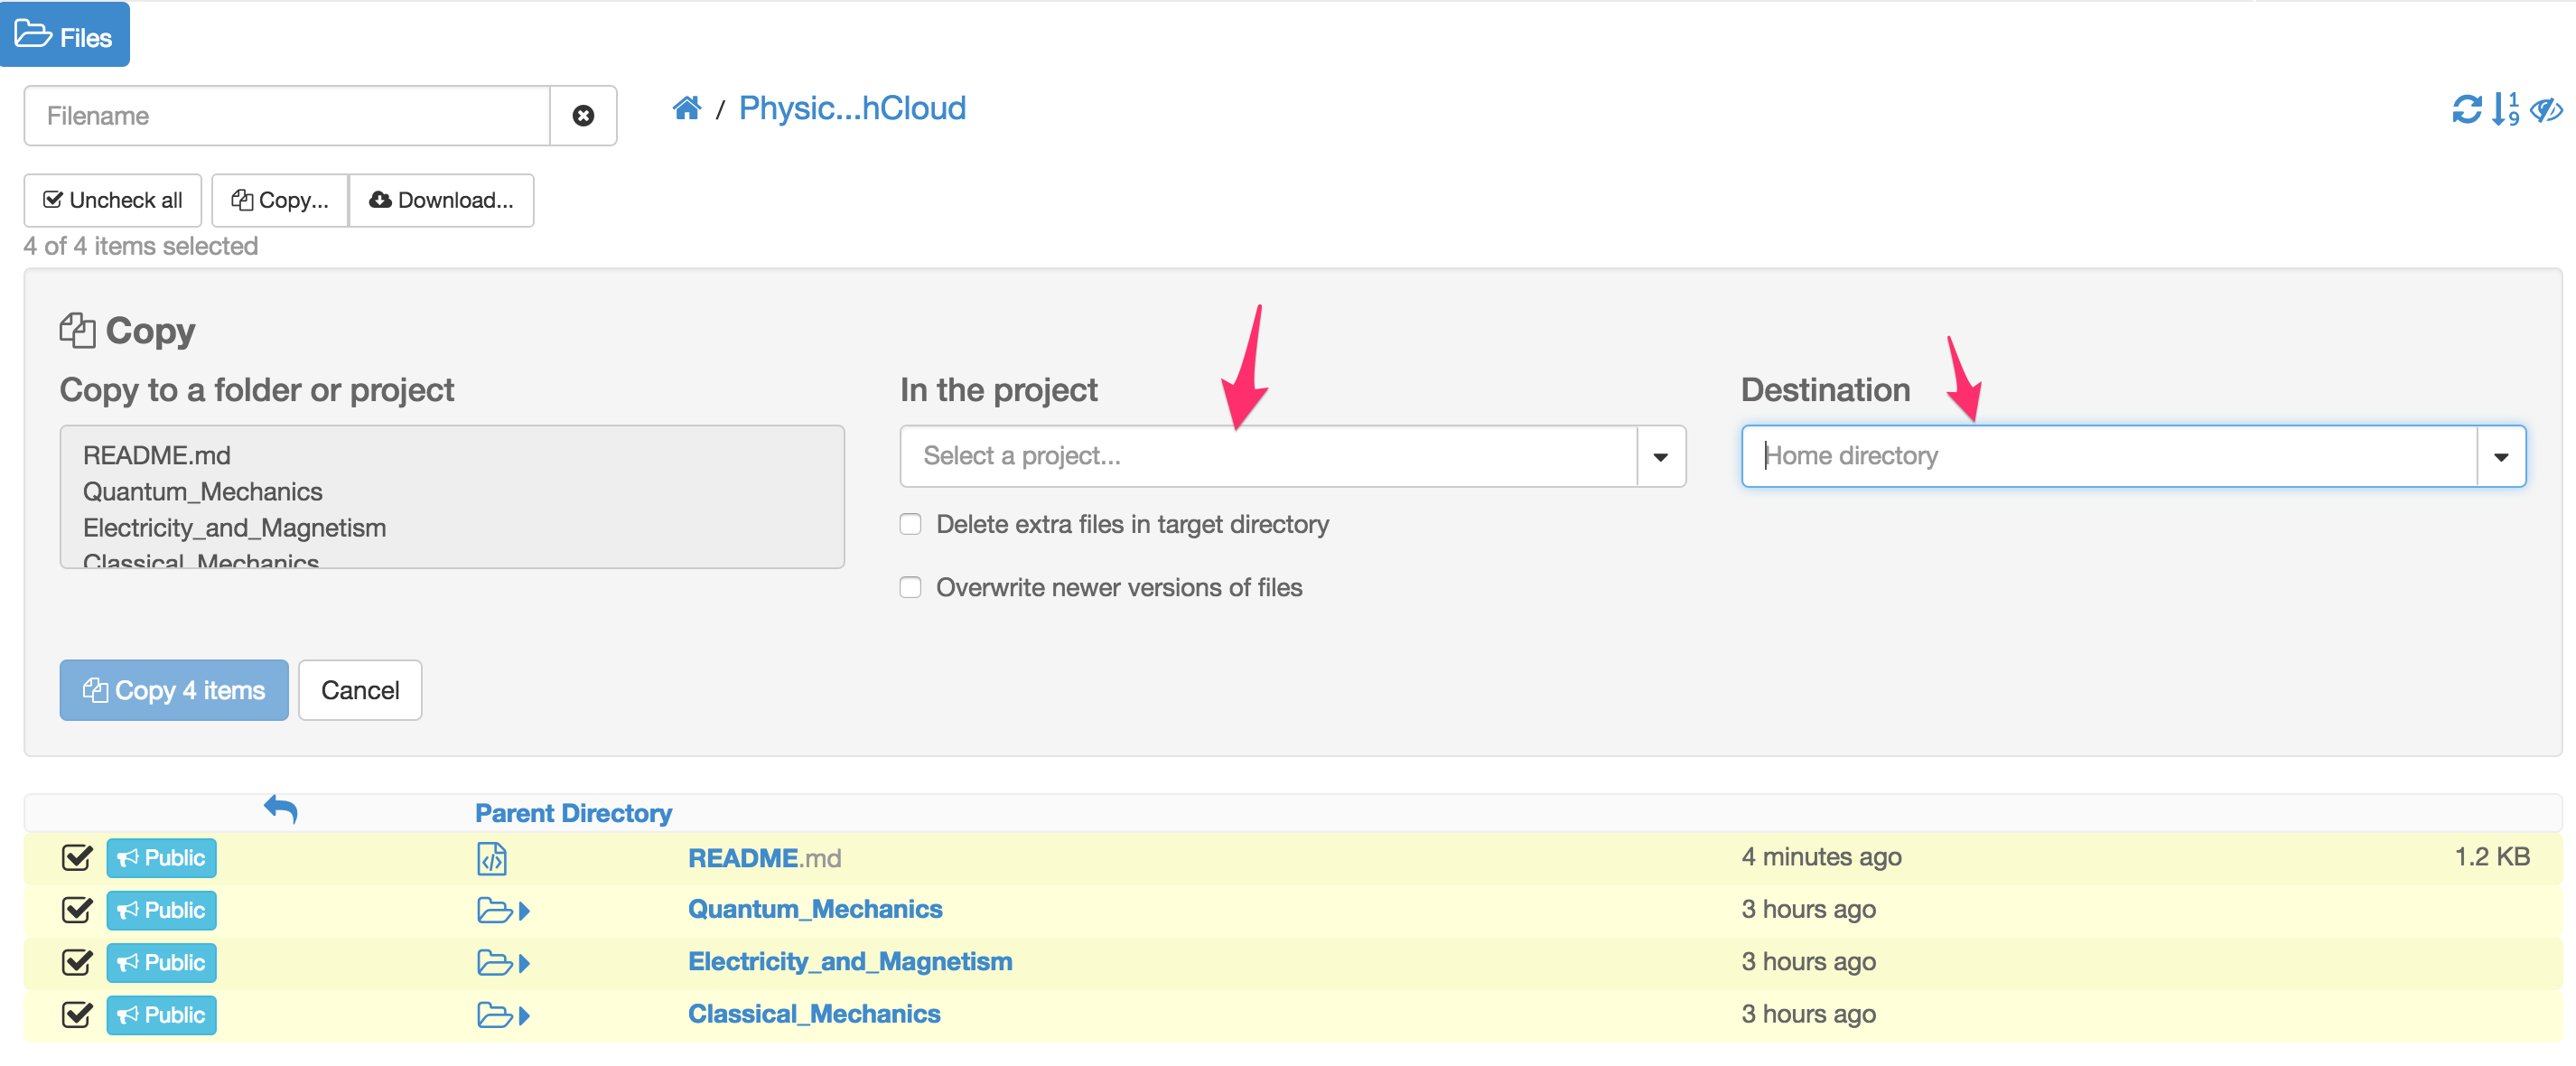 Files
Filename
/ Physic...hCloud
1
9
Uncheck all Copy... Download...
4 of 4 items selected
Copy
Copy to a folder or project
README.md
Quantum_Mechanics
Electricity_and_Magnetism
Classical_Mechanics
In the project
Select a project...
Delete extra files in target directory
Overwrite newer versions of files
Destination
Home directory
Copy 4 items Cancel
Parent Directory
Public README.md 4 minutes ago 1.2 KB
Public Quantum_Mechanics 3 hours ago
Public Electricity_and_Magnetism 3 hours ago
Public Classical_Mechanics 3 hours ago